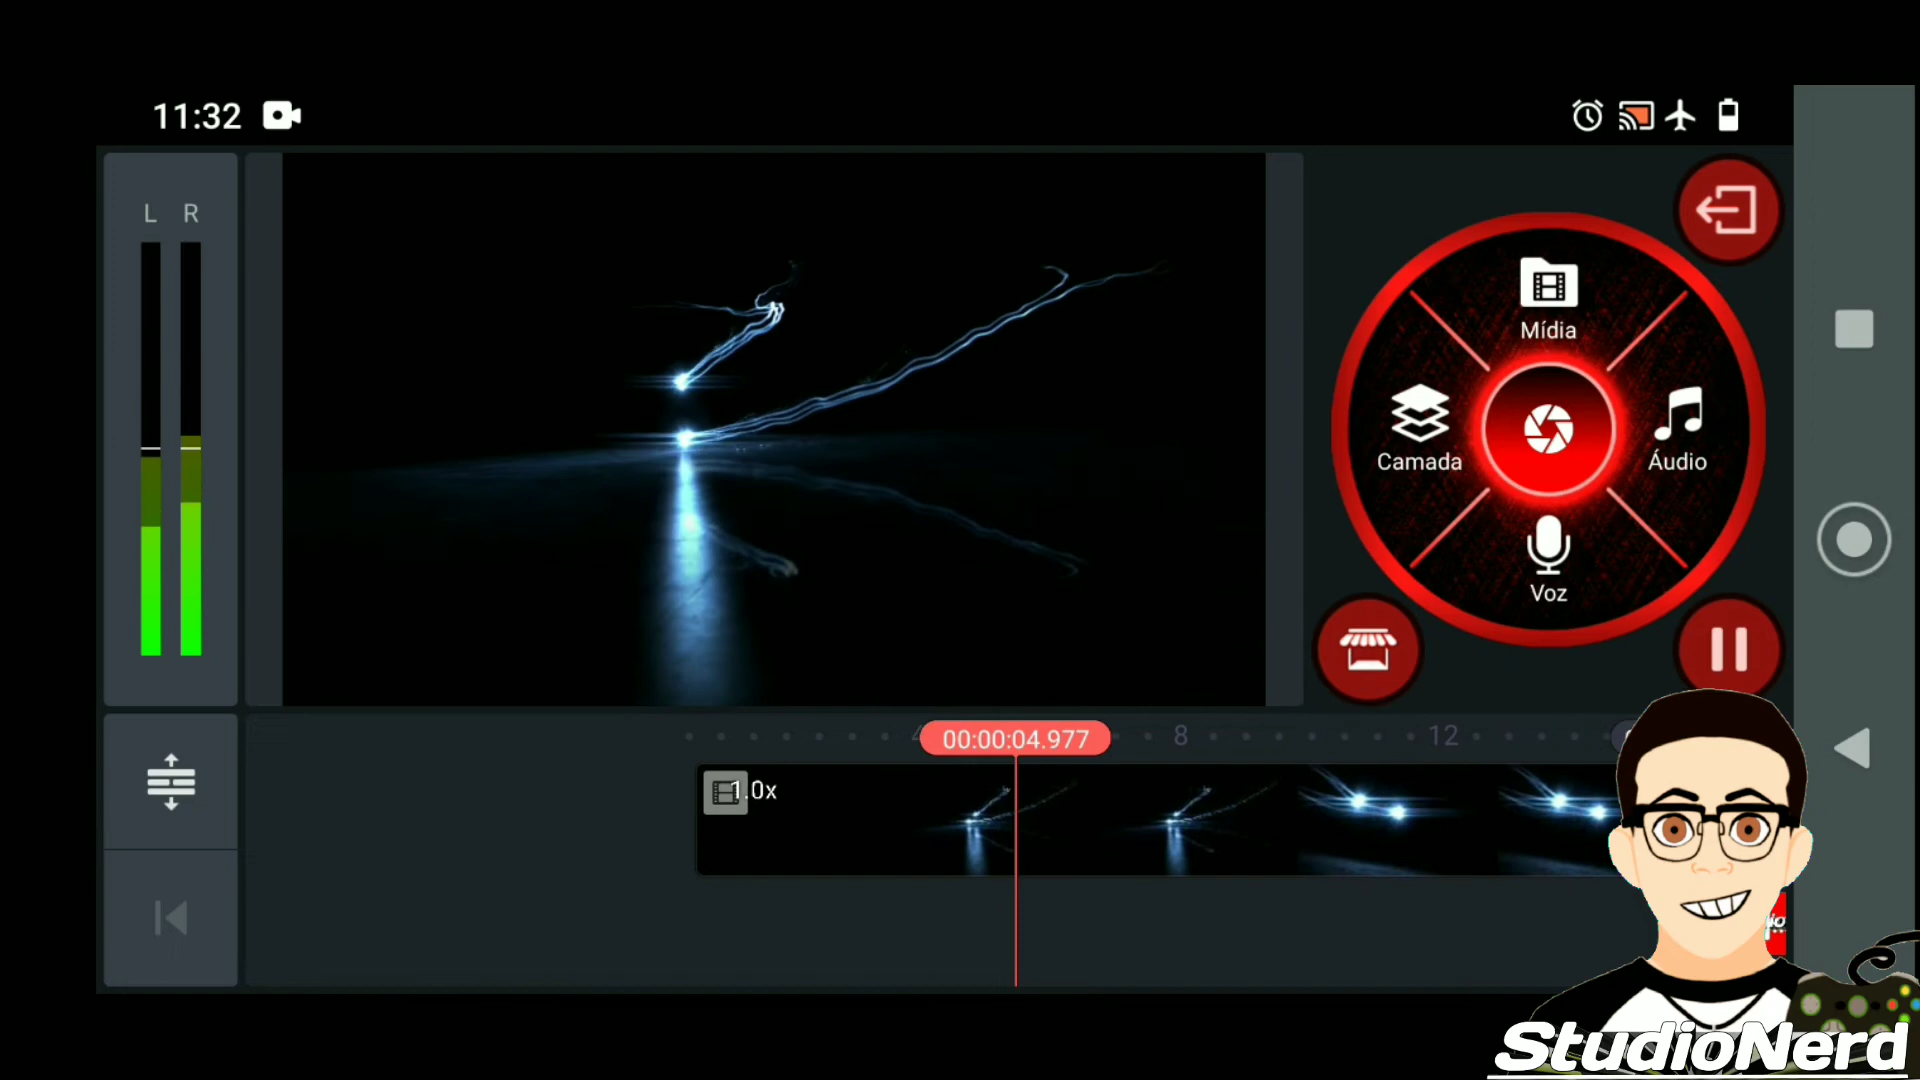 11:32
L R
Mídia
Camada
Áudio
Voz
00:00:04.977
8
12
1.0x
StudioNerd